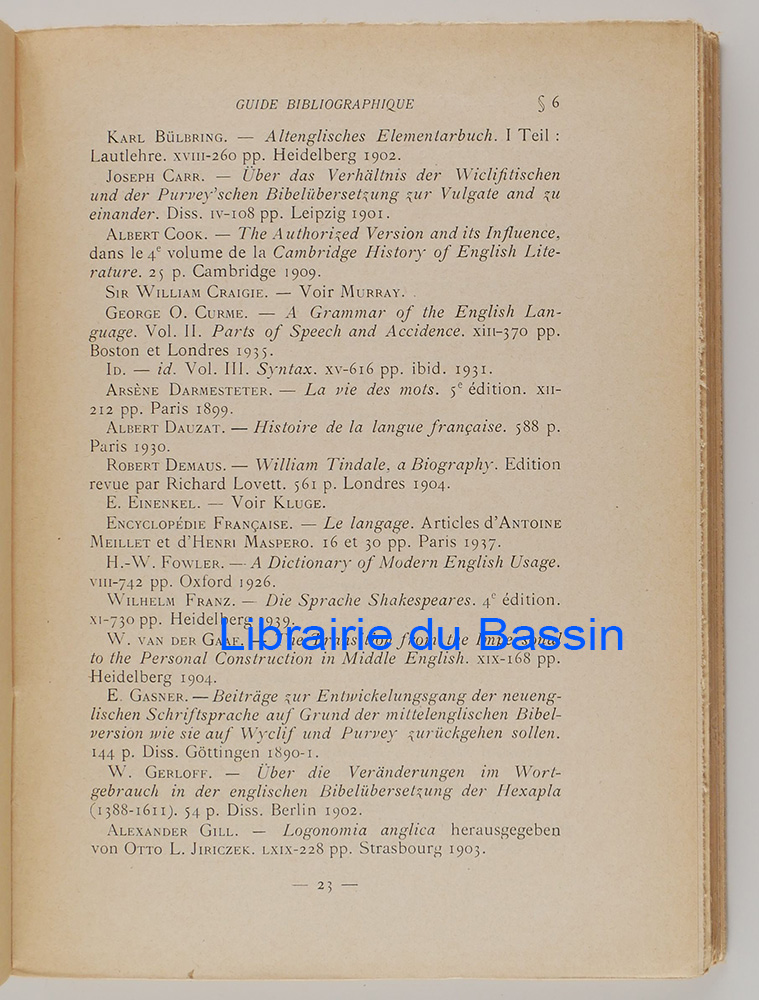 GUIDE BIBLIOGRAPHIQUE § 6
KARL BÜLBRING. — Altenglisches Elementarbuch. I Teil :
Lautlehre. XVIII-260 pp. Heidelberg 1902.
JOSEPH CARR. — Über das Verhältnis der Wiclifitischen
und der Purvey'schen Bibelübersetzung zur Vulgate and zu
einander. Diss. IV-108 pp. Leipzig 1901.
ALBERT COOK. — The Authorized Version and its Influence,
dans le 4e volume de la Cambridge History of English Lite-
rature. 25 p. Cambridge 1909.
SIR WILLIAM CRAIGIE. — Voir MURRAY.
GEORGE O. CURME. — A Grammar of the English Lan-
guage. Vol. II. Parts of Speech and Accidence. XIII-370 pp.
Boston et Londres 1935.
ID. — id. Vol. III. Syntax. XV-616 pp. ibid. 1931.
ARSÈNE DARMESTETER. — La vie des mots. 5e édition. XII-
212 pp. Paris 1899.
ALBERT DAUZAT. — Histoire de la langue française. 588 p.
Paris 1930.
ROBERT DEMAUS. — William Tindale, a Biography. Edition
revue par Richard Lovett. 561 p. Londres 1904.
E. EINENKEL. — Voir KLUGE.
ENCYCLOPÉDIE FRANÇAISE. — Le langage. Articles d'ANTOINE
MEILLET et d'HENRI MASPERO. 16 et 30 pp. Paris 1937.
H.-W. FOWLER. — A Dictionary of Modern English Usage.
VIII-742 pp. Oxford 1926.
WILHELM FRANZ. — Die Sprache Shakespeares. 4e édition.
XI-730 pp. Heidelberg 1939.
W. VAN DER GAAF. — The Transition from the Impersonal
Librairie du Bassin
to the Personal Construction in Middle English. XIX-168 pp.
Heidelberg 1904.
E. GASNER. — Beiträge zur Entwickelungsgang der neueng-
lischen Schriftsprache auf Grund der mittelenglischen Bibel-
version wie sie auf Wyclif und Purvey zurückgehen sollen.
144 p. Diss. Göttingen 1890-1.
W. GERLOFF. — Über die Veränderungen im Wort-
gebrauch in der englischen Bibelübersetzung der Hexapla
(1388-1611). 54 p. Diss. Berlin 1902.
ALEXANDER GILL. — Logonomia anglica herausgegeben
von OTTO L. JIRICZEK. LXIX-228 pp. Strasbourg 1903.
— 23 —